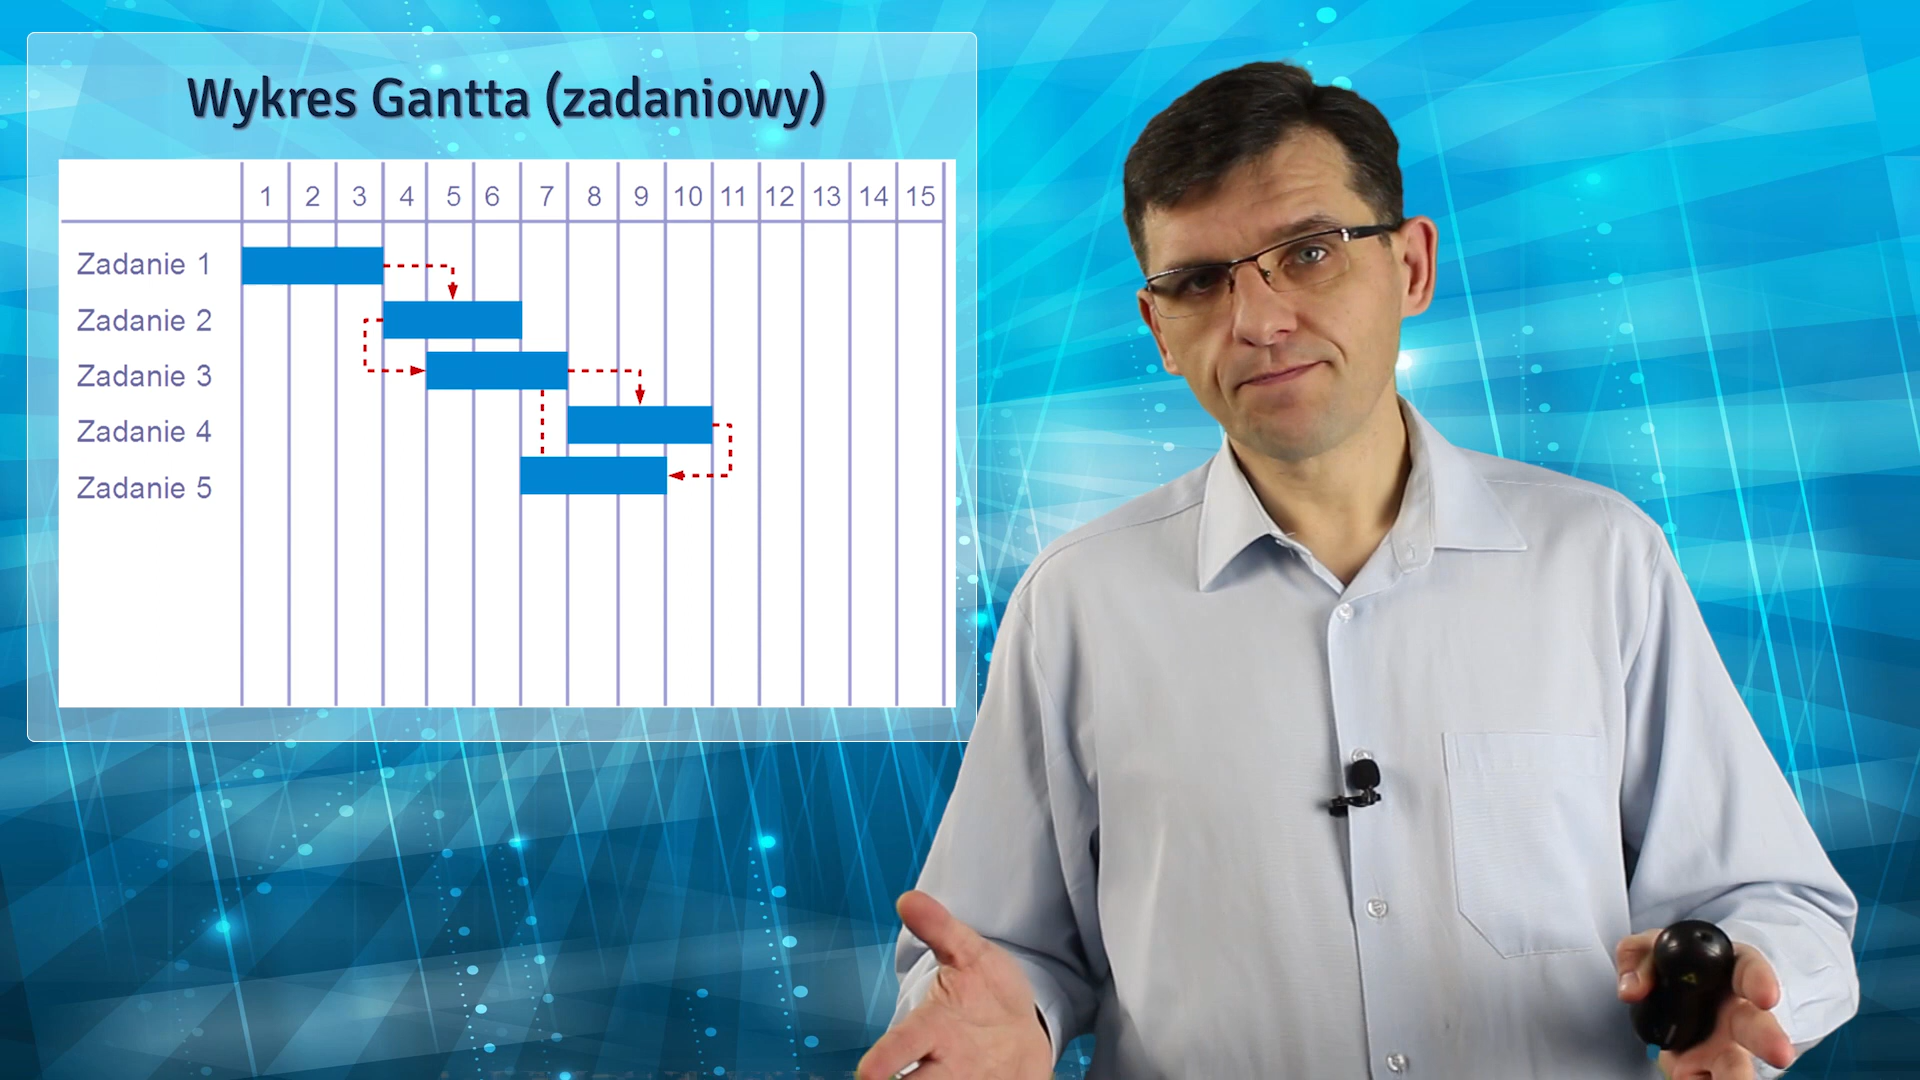 Wykres Gantta (zadaniowy)
1 2 3 4 5 6 7 8 9 10 11 12 13 14 15
Zadanie 1
Zadanie 2
Zadanie 3
Zadanie 4
Zadanie 5